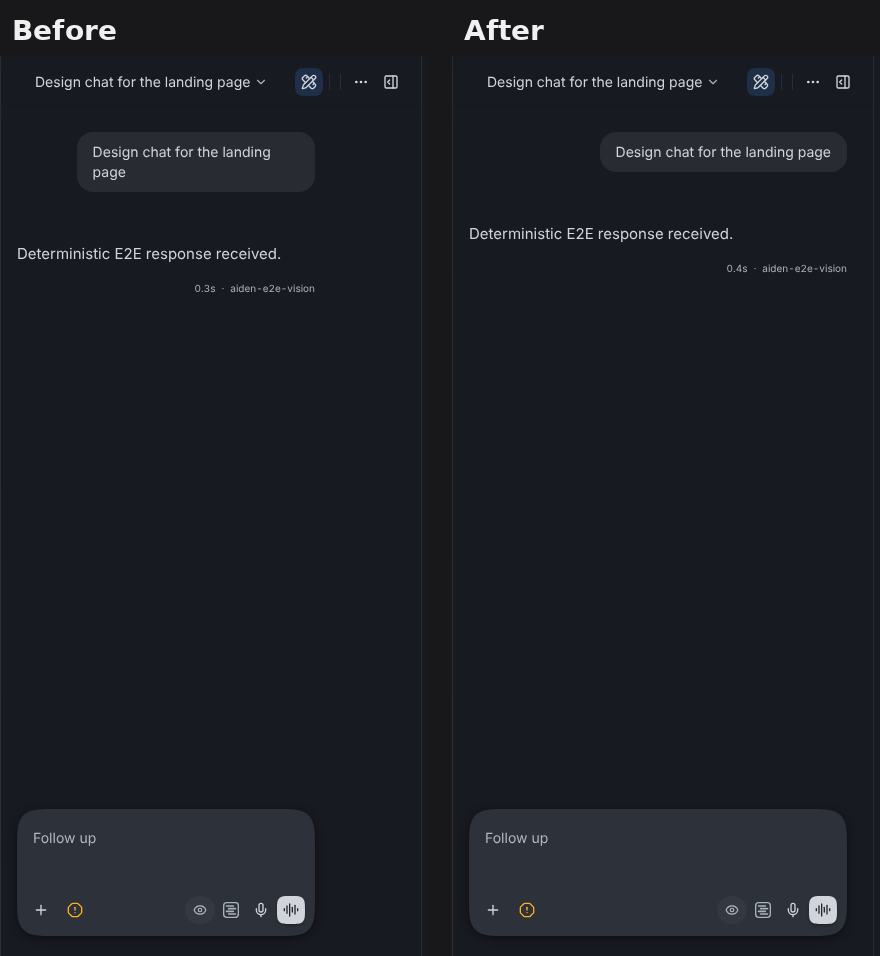 Before
Design chat for the landing page
Design chat for the landing
page
Deterministic E2E response received.
0.3s · aiden-e2e-vision
Follow up
After
Design chat for the landing page
Design chat for the landing page
Deterministic E2E response received.
0.4s · aiden-e2e-vision
Follow up